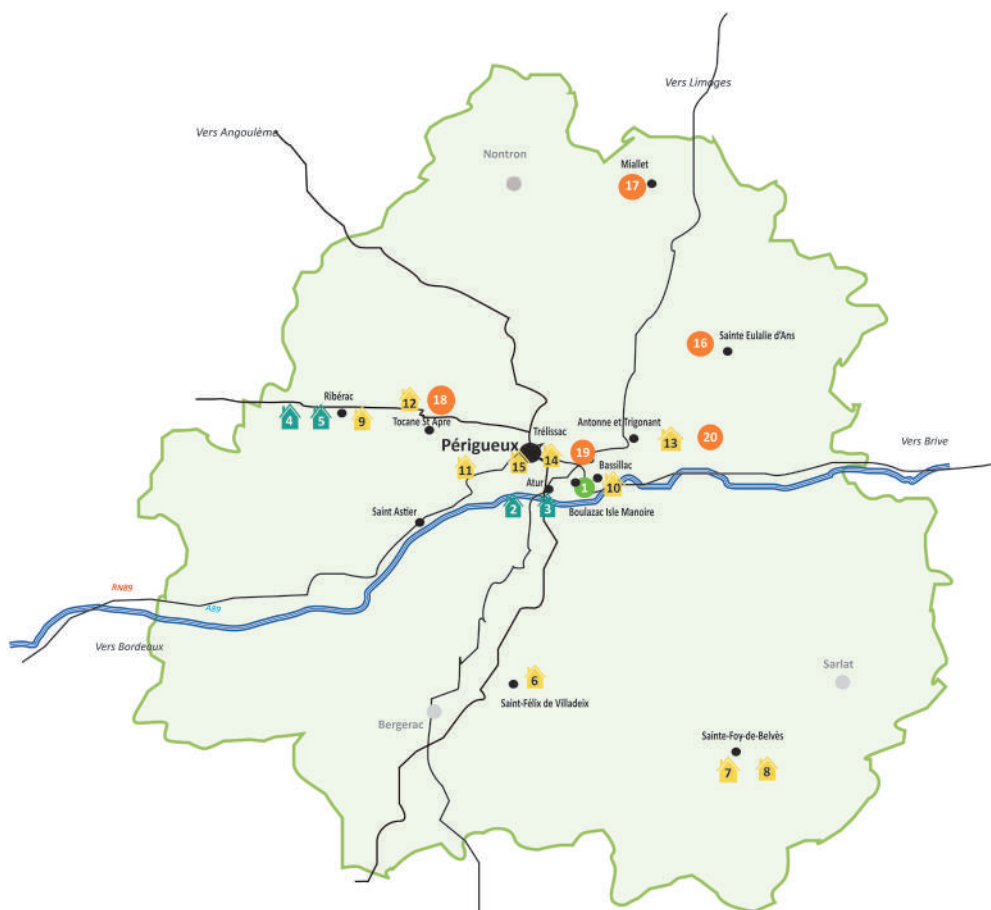 Vers Limoges
Vers Angoulême
Nontron
Miallet
17
Sainte Eulalie d'Ans
16
Ribérac
12
18
4
5
9
Tocane St Apre
Trélissac
Antonne et Trigonant
13
20
Périgueux
19
Vers Brive
14
15
11
Bassillac
Atur
1
10
Saint Astier
2
3
Boulazac Isle Manoire
RN89
A89
Vers Bordeaux
Sarlat
6
Saint-Félix de Villadeix
Bergerac
Sainte-Foy-de-Belvès
7
8